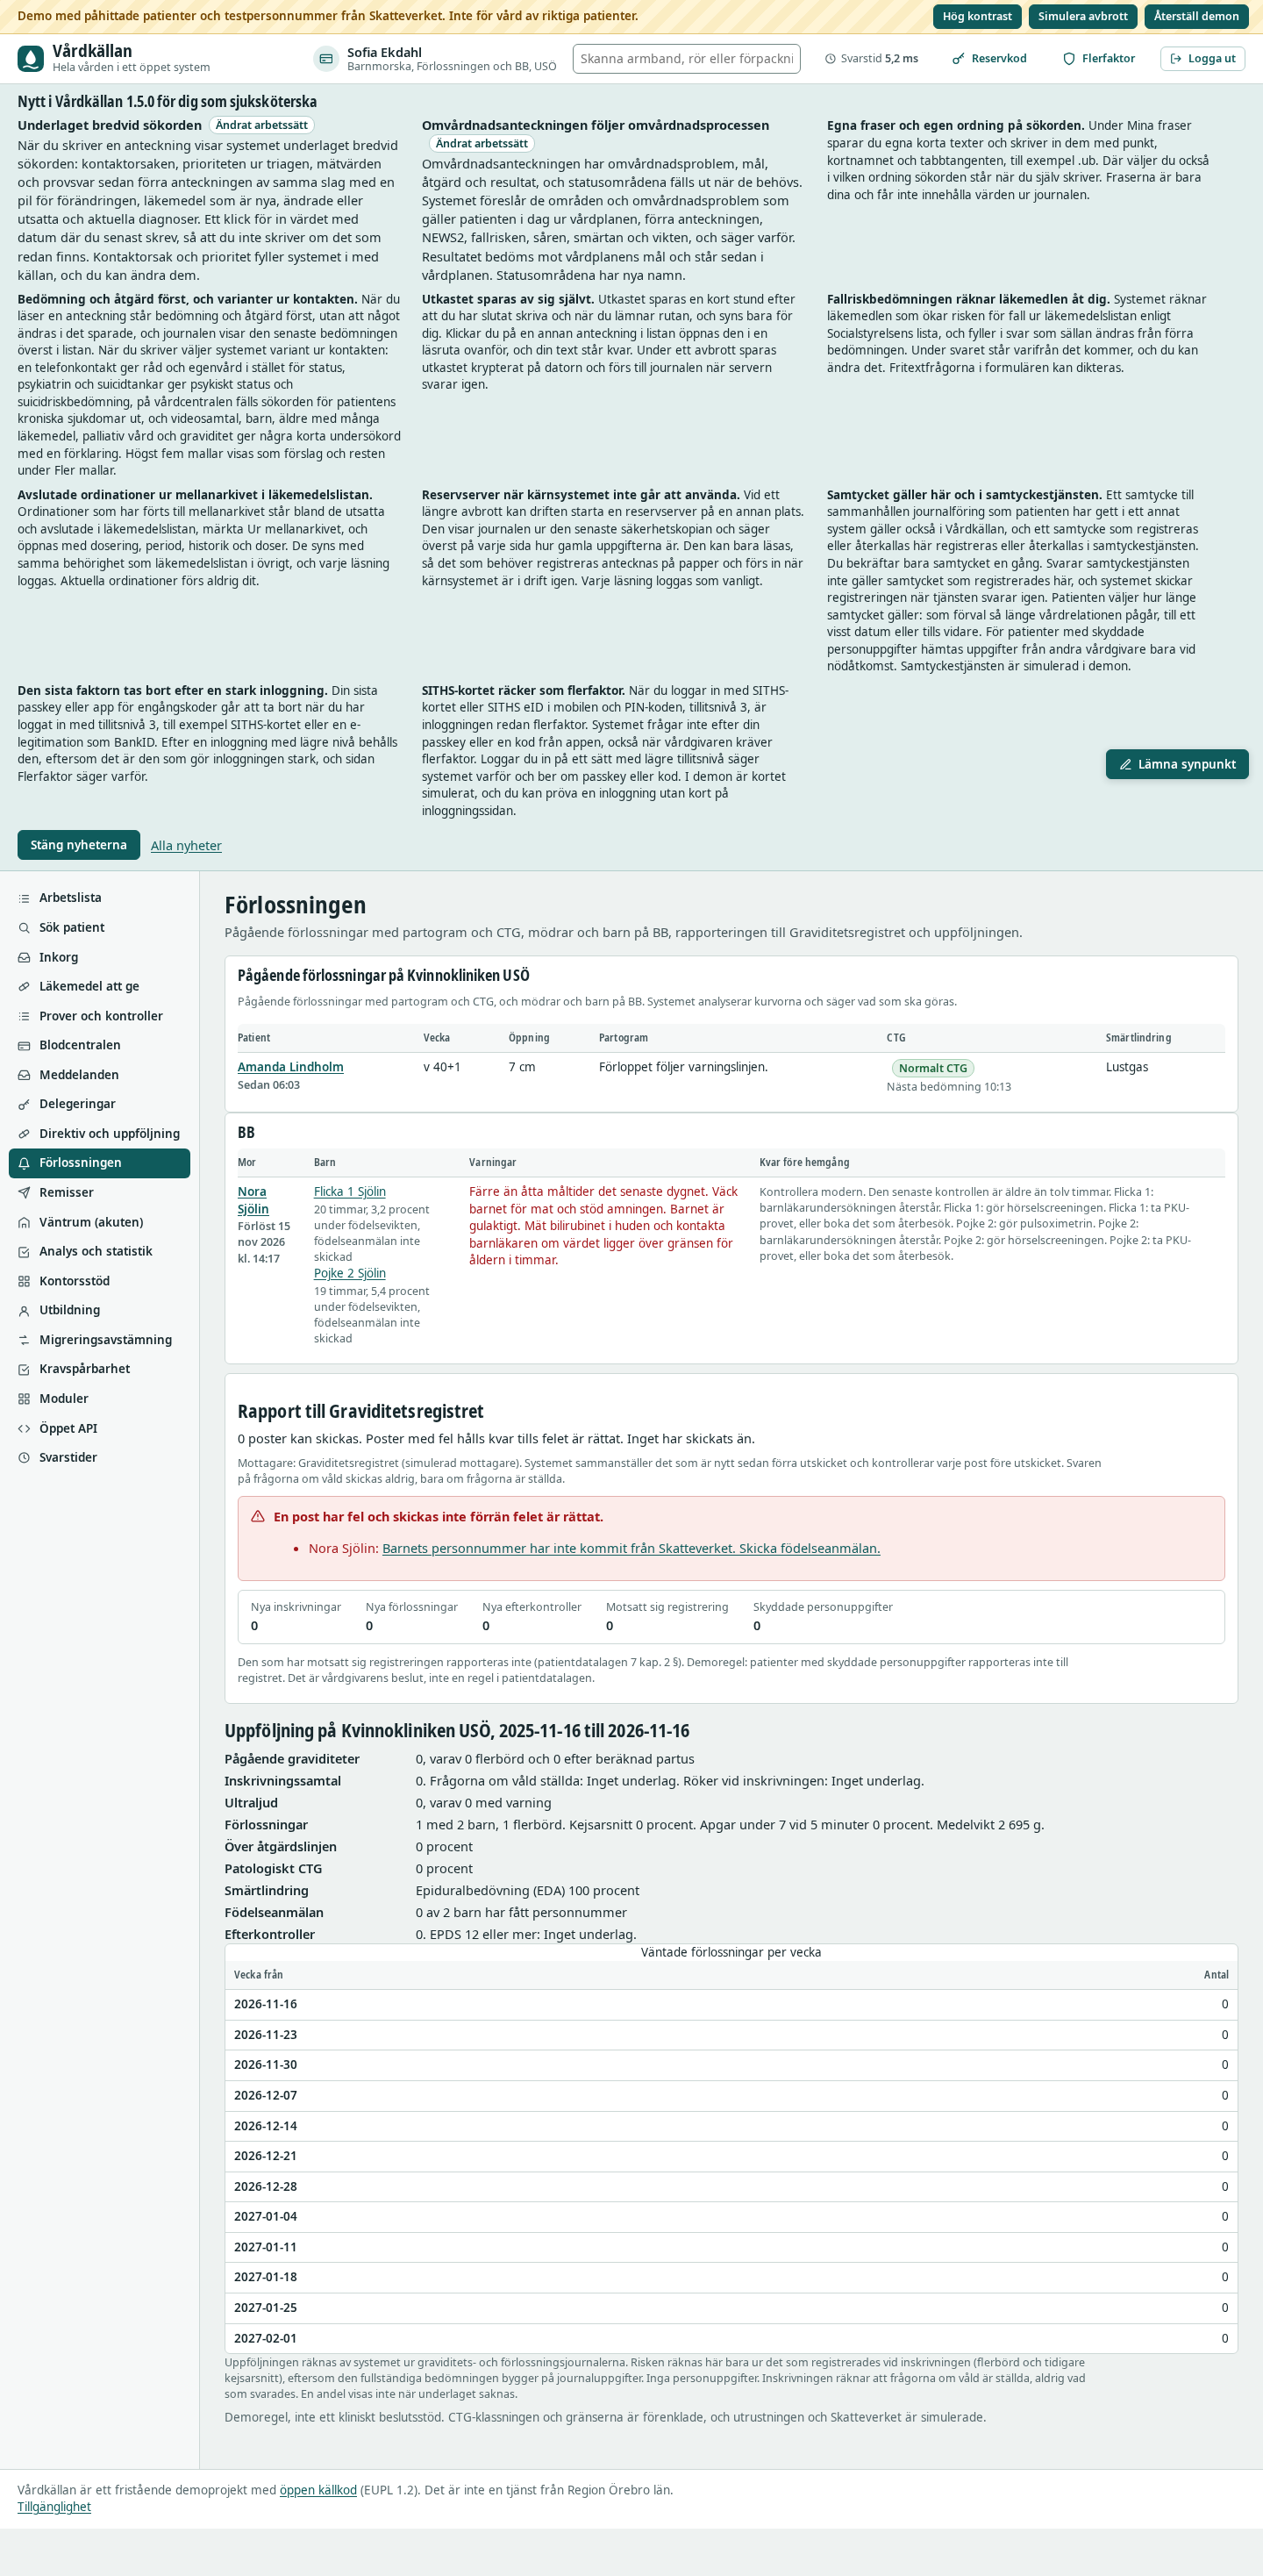 Demo med påhittade patienter och testpersonnummer från Skatteverket. Inte för vård av riktiga patienter.
Hög kontrast
Simulera avbrott
Återställ demon
Vårdkällan
Hela vården i ett öppet system
Sofia Ekdahl
Barnmorska, Förlossningen och BB, USÖ
Skanna armband, rör eller förpackni
Svarstid 5,2 ms
Reservkod
Flerfaktor
Logga ut
Nytt i Vårdkällan 1.5.0 för dig som sjuksköterska
Underlaget bredvid sökorden Ändrat arbetssätt
När du skriver en anteckning visar systemet underlaget bredvid
sökorden: kontaktorsaken, prioriteten ur triagen, mätvärden
och provsvar sedan förra anteckningen av samma slag med en
pil för förändringen, läkemedel som är nya, ändrade eller
utsatta och aktuella diagnoser. Ett klick för in värdet med
datum där du senast skrev, så att du inte skriver om det som
redan finns. Kontaktorsak och prioritet fyller systemet i med
källan, och du kan ändra dem.
Omvårdnadsanteckningen följer omvårdnadsprocessen
Ändrat arbetssätt
Omvårdnadsanteckningen har omvårdnadsproblem, mål,
åtgärd och resultat, och statusområdena fälls ut när de behövs.
Systemet föreslår de områden och omvårdnadsproblem som
gäller patienten i dag ur vårdplanen, förra anteckningen,
NEWS2, fallrisken, såren, smärtan och vikten, och säger varför.
Resultatet bedöms mot vårdplanens mål och står sedan i
vårdplanen. Statusområdena har nya namn.
Egna fraser och egen ordning på sökorden. Under Mina fraser
sparar du egna korta texter och skriver in dem med punkt,
kortnamnet och tabbtangenten, till exempel .ub. Där väljer du också
i vilken ordning sökorden står när du själv skriver. Fraserna är bara
dina och får inte innehålla värden ur journalen.
Bedömning och åtgärd först, och varianter ur kontakten. När du
läser en anteckning står bedömning och åtgärd först, utan att något
ändras i det sparade, och journalen visar den senaste bedömningen
överst i listan. När du skriver väljer systemet variant ur kontakten:
en telefonkontakt ger råd och egenvård i stället för status,
psykiatrin och suicidtankar ger psykiskt status och
suicidriskbedömning, på vårdcentralen fälls sökorden för patientens
kroniska sjukdomar ut, och videosamtal, barn, äldre med många
läkemedel, palliativ vård och graviditet ger några korta undersökord
med en förklaring. Högst fem mallar visas som förslag och resten
under Fler mallar.
Utkastet sparas av sig självt. Utkastet sparas en kort stund efter
att du har slutat skriva och när du lämnar rutan, och syns bara för
dig. Klickar du på en annan anteckning i listan öppnas den i en
läsruta ovanför, och din text står kvar. Under ett avbrott sparas
utkastet krypterat på datorn och förs till journalen när servern
svarar igen.
Fallriskbedömningen räknar läkemedlen åt dig. Systemet räknar
läkemedlen som ökar risken för fall ur läkemedelslistan enligt
Socialstyrelsens lista, och fyller i svar som sällan ändras från förra
bedömningen. Under svaret står varifrån det kommer, och du kan
ändra det. Fritextfrågorna i formulären kan dikteras.
Avslutade ordinationer ur mellanarkivet i läkemedelslistan.
Ordinationer som har förts till mellanarkivet står bland de utsatta
och avslutade i läkemedelslistan, märkta Ur mellanarkivet, och
öppnas med dosering, period, historik och doser. De syns med
samma behörighet som läkemedelslistan i övrigt, och varje läsning
loggas. Aktuella ordinationer förs aldrig dit.
Reservserver när kärnsystemet inte går att använda. Vid ett
längre avbrott kan driften starta en reservserver på en annan plats.
Den visar journalen ur den senaste säkerhetskopian och säger
överst på varje sida hur gamla uppgifterna är. Den kan bara läsas,
så det som behöver registreras antecknas på papper och förs in när
kärnsystemet är i drift igen. Varje läsning loggas som vanligt.
Samtycket gäller här och i samtyckestjänsten. Ett samtycke till
sammanhållen journalföring som patienten har gett i ett annat
system gäller också i Vårdkällan, och ett samtycke som registreras
eller återkallas här registreras eller återkallas i samtyckestjänsten.
Du bekräftar bara samtycket en gång. Svarar samtyckestjänsten
inte gäller samtycket som registrerades här, och systemet skickar
registreringen när tjänsten svarar igen. Patienten väljer hur länge
samtycket gäller: som förval så länge vårdrelationen pågår, till ett
visst datum eller tills vidare. För patienter med skyddade
personuppgifter hämtas uppgifter från andra vårdgivare bara vid
nödåtkomst. Samtyckestjänsten är simulerad i demon.
Den sista faktorn tas bort efter en stark inloggning. Din sista
passkey eller app för engångskoder går att ta bort när du har
loggat in med tillitsnivå 3, till exempel SITHS-kortet eller en e-
legitimation som BankID. Efter en inloggning med lägre nivå behålls
den, eftersom det är den som gör inloggningen stark, och sidan
Flerfaktor säger varför.
SITHS-kortet räcker som flerfaktor. När du loggar in med SITHS-
kortet eller SITHS eID i mobilen och PIN-koden, tillitsnivå 3, är
inloggningen redan flerfaktor. Systemet frågar inte efter din
passkey eller en kod från appen, också när vårdgivaren kräver
flerfaktor. Loggar du in på ett sätt med lägre tillitsnivå säger
systemet varför och ber om passkey eller kod. I demon är kortet
simulerat, och du kan pröva en inloggning utan kort på
inloggningssidan.
Lämna synpunkt
Stäng nyheterna
Alla nyheter
Arbetslista
Sök patient
Inkorg
Läkemedel att ge
Prover och kontroller
Blodcentralen
Meddelanden
Delegeringar
Direktiv och uppföljning
Förlossningen
Remisser
Väntrum (akuten)
Analys och statistik
Kontorsstöd
Utbildning
Migreringsavstämning
Kravspårbarhet
Moduler
Öppet API
Svarstider
Förlossningen
Pågående förlossningar med partogram och CTG, mödrar och barn på BB, rapporteringen till Graviditetsregistret och uppföljningen.
Pågående förlossningar på Kvinnokliniken USÖ
Pågående förlossningar med partogram och CTG, och mödrar och barn på BB. Systemet analyserar kurvorna och säger vad som ska göras.
Patient Vecka Öppning Partogram CTG Smärtlindring
Amanda Lindholm v 40+1 7 cm Förloppet följer varningslinjen. Normalt CTG Lustgas
Sedan 06:03 Nästa bedömning 10:13
BB
Mor Barn Varningar Kvar före hemgång
Nora
Sjölin
Förlöst 15
nov 2026
kl. 14:17
Flicka 1 Sjölin
20 timmar, 3,2 procent
under födelsevikten,
födelseanmälan inte
skickad
Pojke 2 Sjölin
19 timmar, 5,4 procent
under födelsevikten,
födelseanmälan inte
skickad
Färre än åtta måltider det senaste dygnet. Väck
barnet för mat och stöd amningen. Barnet är
gulaktigt. Mät bilirubinet i huden och kontakta
barnläkaren om värdet ligger över gränsen för
åldern i timmar.
Kontrollera modern. Den senaste kontrollen är äldre än tolv timmar. Flicka 1:
barnläkarundersökningen återstår. Flicka 1: gör hörselscreeningen. Flicka 1: ta PKU-
provet, eller boka det som återbesök. Pojke 2: gör pulsoximetrin. Pojke 2:
barnläkarundersökningen återstår. Pojke 2: gör hörselscreeningen. Pojke 2: ta PKU-
provet, eller boka det som återbesök.
Rapport till Graviditetsregistret
0 poster kan skickas. Poster med fel hålls kvar tills felet är rättat. Inget har skickats än.
Mottagare: Graviditetsregistret (simulerad mottagare). Systemet sammanställer det som är nytt sedan förra utskicket och kontrollerar varje post före utskicket. Svaren
på frågorna om våld skickas aldrig, bara om frågorna är ställda.
En post har fel och skickas inte förrän felet är rättat.
• Nora Sjölin: Barnets personnummer har inte kommit från Skatteverket. Skicka födelseanmälan.
Nya inskrivningar Nya förlossningar Nya efterkontroller Motsatt sig registrering Skyddade personuppgifter
0 0 0 0 0
Den som har motsatt sig registreringen rapporteras inte (patientdatalagen 7 kap. 2 §). Demoregel: patienter med skyddade personuppgifter rapporteras inte till
registret. Det är vårdgivarens beslut, inte en regel i patientdatalagen.
Uppföljning på Kvinnokliniken USÖ, 2025-11-16 till 2026-11-16
Pågående graviditeter 0, varav 0 flerbörd och 0 efter beräknad partus
Inskrivningssamtal 0. Frågorna om våld ställda: Inget underlag. Röker vid inskrivningen: Inget underlag.
Ultraljud 0, varav 0 med varning
Förlossningar 1 med 2 barn, 1 flerbörd. Kejsarsnitt 0 procent. Apgar under 7 vid 5 minuter 0 procent. Medelvikt 2 695 g.
Över åtgärdslinjen 0 procent
Patologiskt CTG 0 procent
Smärtlindring Epiduralbedövning (EDA) 100 procent
Födelseanmälan 0 av 2 barn har fått personnummer
Efterkontroller 0. EPDS 12 eller mer: Inget underlag.
Väntade förlossningar per vecka
Vecka från Antal
2026-11-16 0
2026-11-23 0
2026-11-30 0
2026-12-07 0
2026-12-14 0
2026-12-21 0
2026-12-28 0
2027-01-04 0
2027-01-11 0
2027-01-18 0
2027-01-25 0
2027-02-01 0
Uppföljningen räknas av systemet ur graviditets- och förlossningsjournalerna. Risken räknas här bara ur det som registrerades vid inskrivningen (flerbörd och tidigare
kejsarsnitt), eftersom den fullständiga bedömningen bygger på journaluppgifter. Inga personuppgifter. Inskrivningen räknar att frågorna om våld är ställda, aldrig vad
som svarades. En andel visas inte när underlaget saknas.
Demoregel, inte ett kliniskt beslutsstöd. CTG-klassningen och gränserna är förenklade, och utrustningen och Skatteverket är simulerade.
Vårdkällan är ett fristående demoprojekt med öppen källkod (EUPL 1.2). Det är inte en tjänst från Region Örebro län.
Tillgänglighet